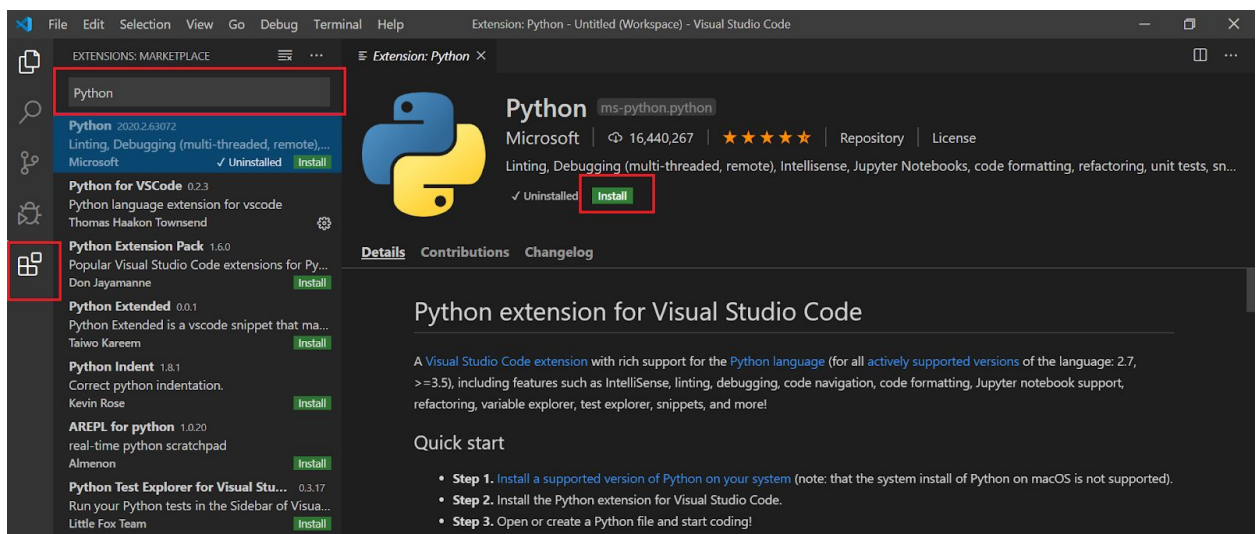 File Edit Selection View Go Debug Terminal Help Extension: Python - Untitled (Workspace) - Visual Studio Code
EXTENSIONS: MARKETPLACE
Python
Python 2020.2.63072
Linting, Debugging (multi-threaded, remote),...
Microsoft ✓ Uninstalled Install
Python for VSCode 0.2.3
Python language extension for vscode
Thomas Haakon Townsend
Python Extension Pack 1.6.0
Popular Visual Studio Code extensions for Py...
Don Jayamanne Install
Python Extended 0.0.1
Python Extended is a vscode snippet that ma...
Taiwo Kareem Install
Python Indent 1.8.1
Correct python indentation.
Kevin Rose Install
AREPL for python 1.0.20
real-time python scratchpad
Almenon Install
Python Test Explorer for Visual Stu... 0.3.17
Run your Python tests in the Sidebar of Visua...
Little Fox Team Install
Extension: Python
Python ms-python.python
Microsoft 16,440,267 Repository License
Linting, Debugging (multi-threaded, remote), Intellisense, Jupyter Notebooks, code formatting, refactoring, unit tests, sn...
✓ Uninstalled Install
Details Contributions Changelog
Python extension for Visual Studio Code
A Visual Studio Code extension with rich support for the Python language (for all actively supported versions of the language: 2.7,
>=3.5), including features such as IntelliSense, linting, debugging, code navigation, code formatting, Jupyter notebook support,
refactoring, variable explorer, test explorer, snippets, and more!
Quick start
• Step 1. Install a supported version of Python on your system (note: that the system install of Python on macOS is not supported).
• Step 2. Install the Python extension for Visual Studio Code.
• Step 3. Open or create a Python file and start coding!